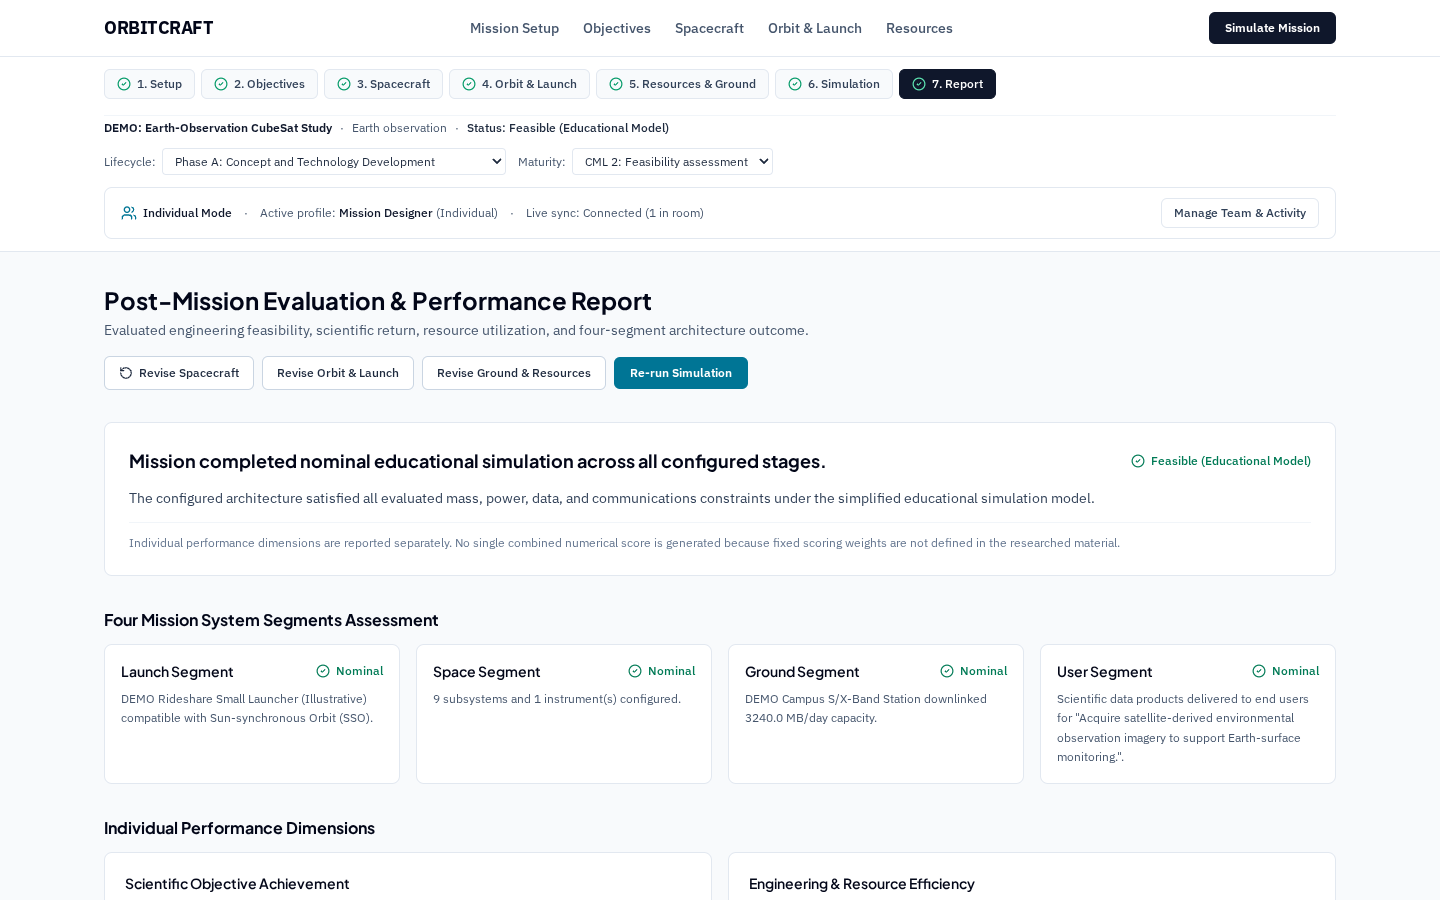 ORBITCRAFT
Mission Setup
Objectives
Spacecraft
Orbit & Launch
Resources
Simulate Mission
1. Setup
2. Objectives
3. Spacecraft
4. Orbit & Launch
5. Resources & Ground
6. Simulation
7. Report
DEMO: Earth-Observation CubeSat Study · Earth observation · Status: Feasible (Educational Model)
Lifecycle: Phase A: Concept and Technology Development
Maturity: CML 2: Feasibility assessment
Individual Mode · Active profile: Mission Designer (Individual) · Live sync: Connected (1 in room)
Manage Team & Activity
Post-Mission Evaluation & Performance Report
Evaluated engineering feasibility, scientific return, resource utilization, and four-segment architecture outcome.
Revise Spacecraft
Revise Orbit & Launch
Revise Ground & Resources
Re-run Simulation
Mission completed nominal educational simulation across all configured stages.
Feasible (Educational Model)
The configured architecture satisfied all evaluated mass, power, data, and communications constraints under the simplified educational simulation model.
Individual performance dimensions are reported separately. No single combined numerical score is generated because fixed scoring weights are not defined in the researched material.
Four Mission System Segments Assessment
Launch Segment
Nominal
DEMO Rideshare Small Launcher (Illustrative)
compatible with Sun-synchronous Orbit (SSO).
Space Segment
Nominal
9 subsystems and 1 instrument(s) configured.
Ground Segment
Nominal
DEMO Campus S/X-Band Station downlinked
3240.0 MB/day capacity.
User Segment
Nominal
Scientific data products delivered to end users
for "Acquire satellite-derived environmental
observation imagery to support Earth-surface
monitoring.".
Individual Performance Dimensions
Scientific Objective Achievement
Engineering & Resource Efficiency